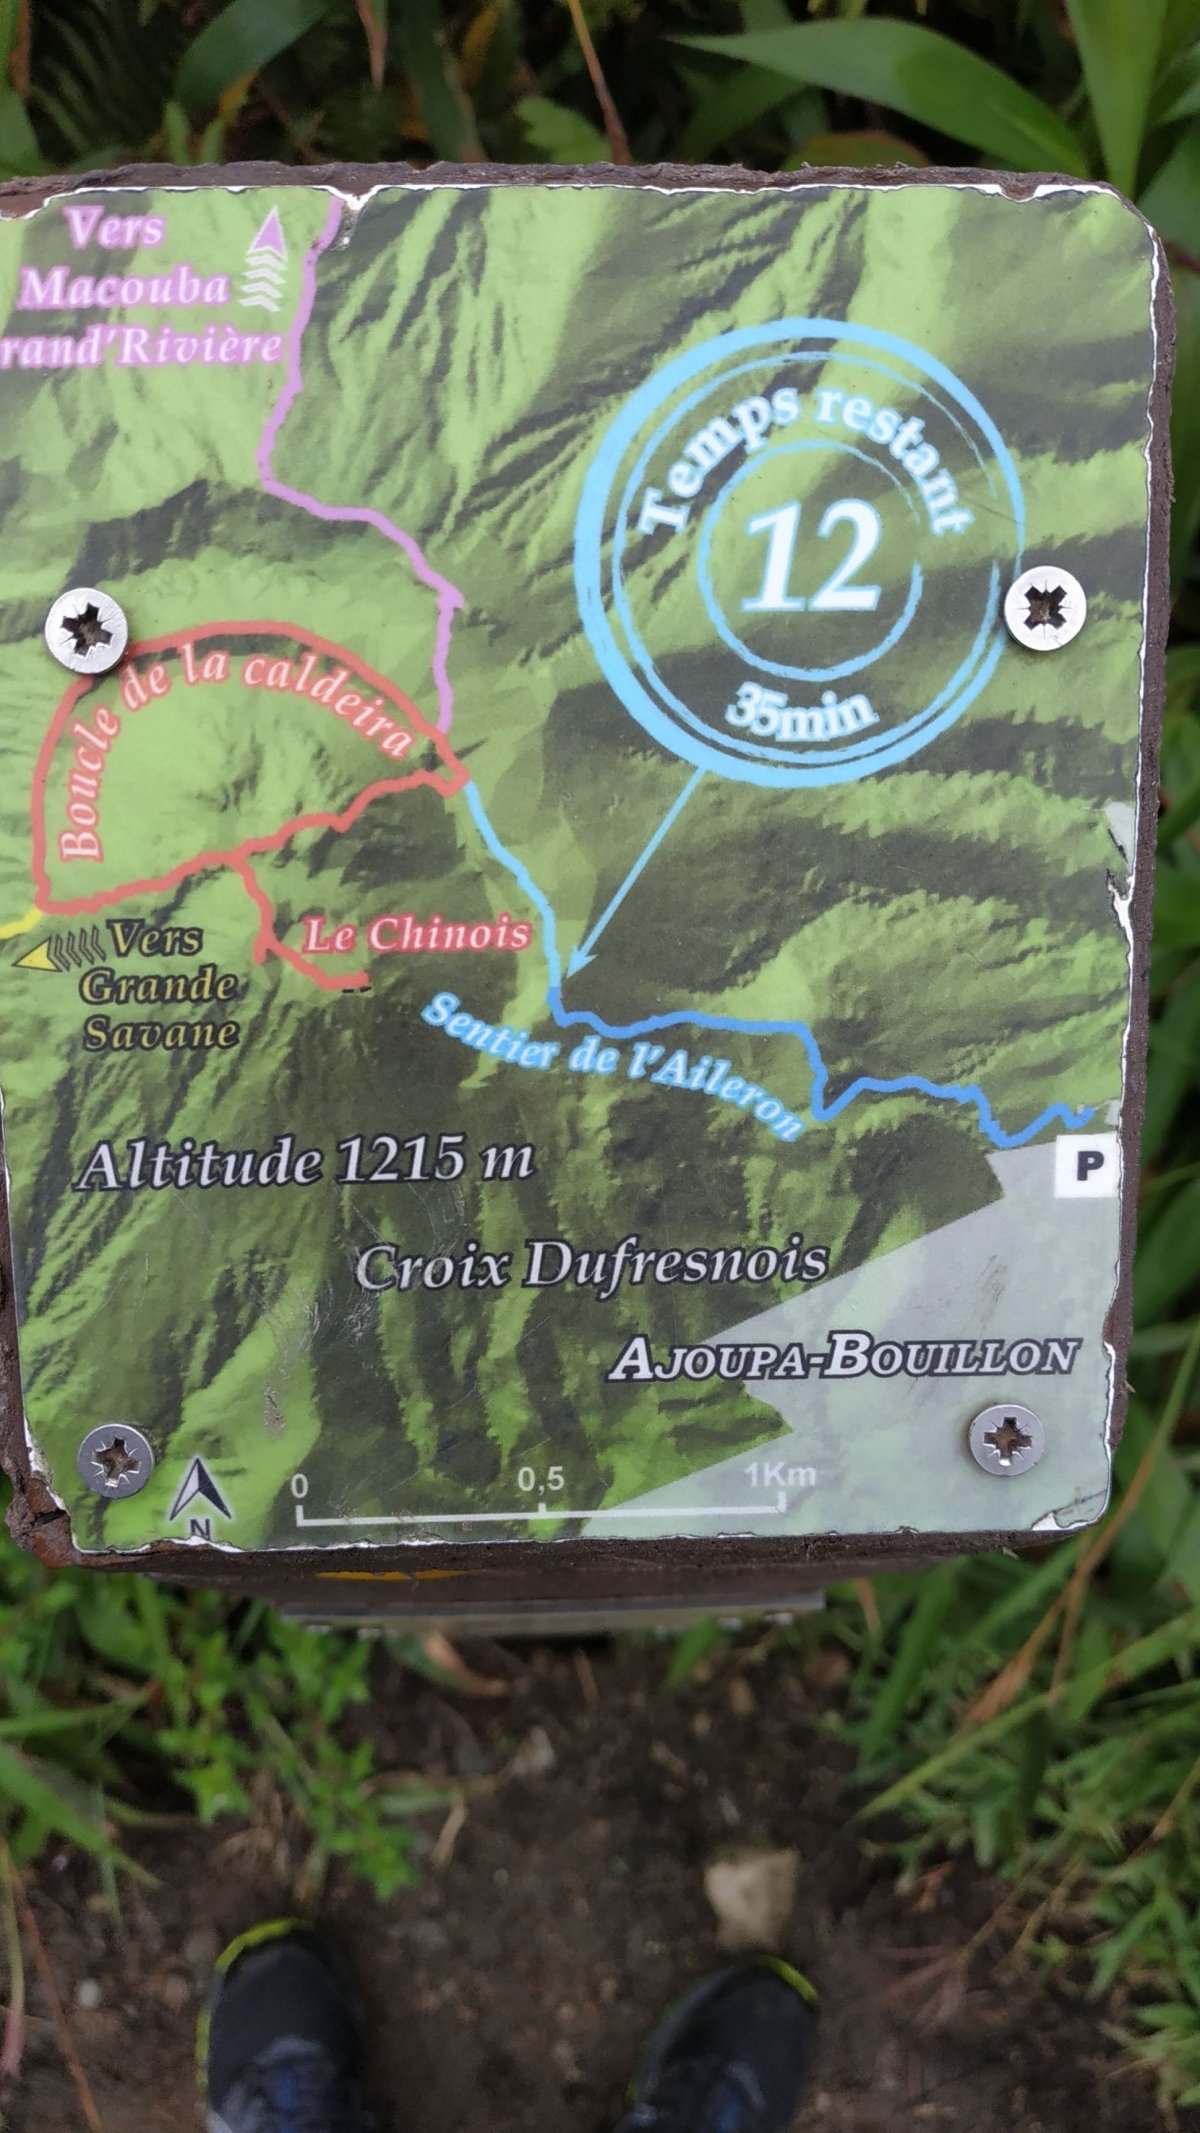 Vers
Macouba
rand'Rivière
Temps restant
12
35min
Boucle de la caldeira
Le Chinois
Vers
Grande
Savane
Sentier de l'Aileron
P
Altitude 1215 m
Croix Dufresnois
AJOUPA-BOUILLON
N
0 0,5 1Km